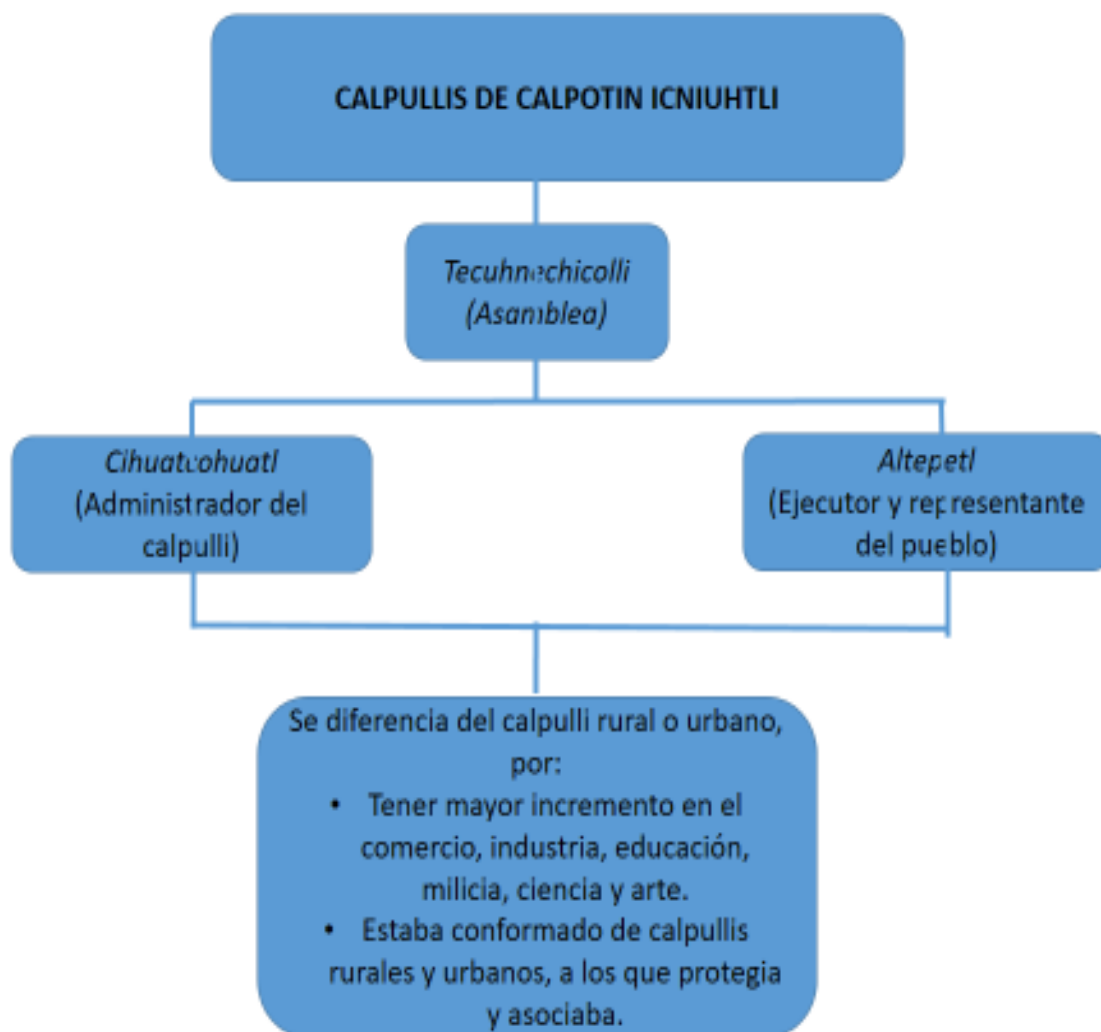 CALPULLIS DE CALPOTIN ICNIUHTLI
Tecuhnechicolli
(Asamblea)
Cihuatcohuatl
(Administrador del
calpulli)
Altepetl
(Ejecutor y representante
del pueblo)
Se diferencia del calpulli rural o urbano,
por:
• Tener mayor incremento en el
comercio, industria, educación,
milicia, ciencia y arte.
• Estaba conformado de calpullis
rurales y urbanos, a los que protegia
y asociaba.